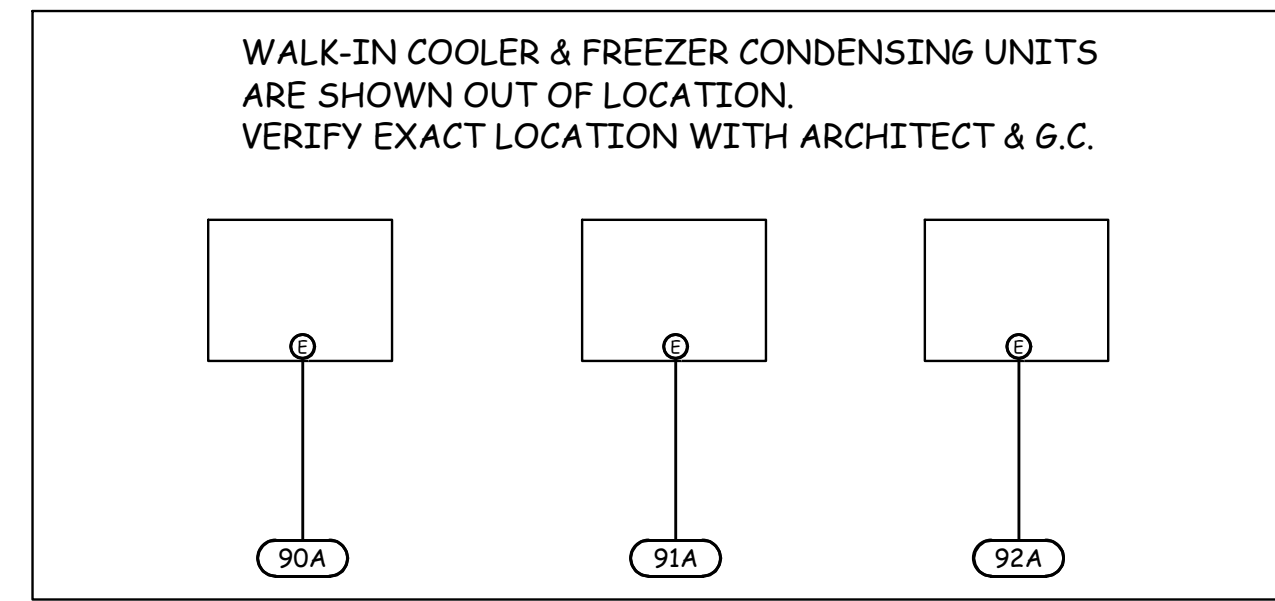 WALK-IN COOLER & FREEZER CONDENSING UNITS
ARE SHOWN OUT OF LOCATION.
VERIFY EXACT LOCATION WITH ARCHITECT & G.C.
E E E
90A 91A 92A